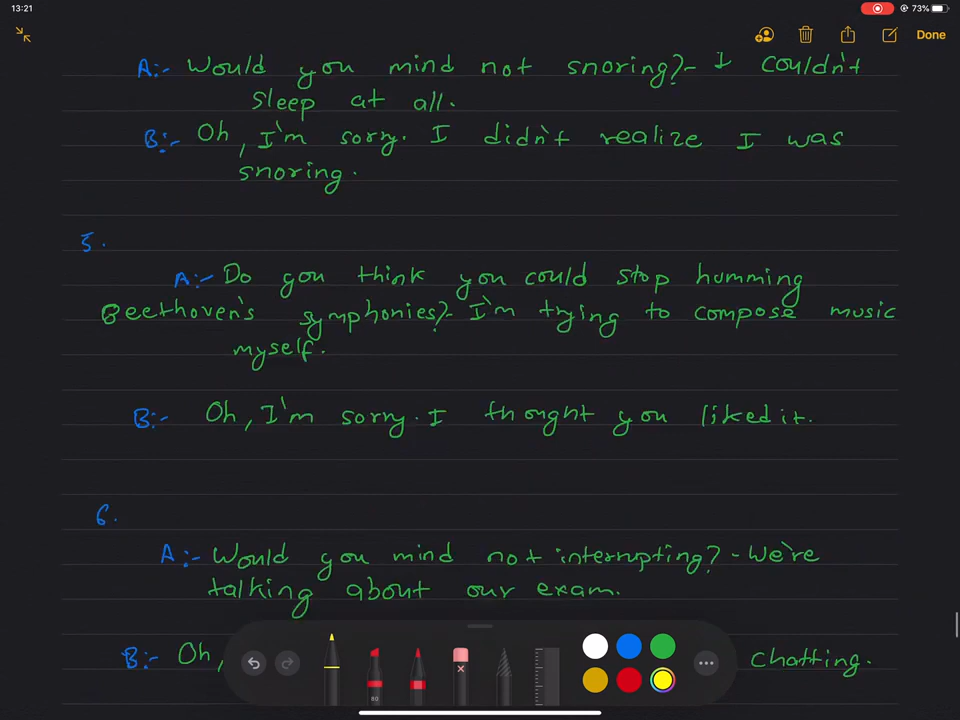 13:21
73%
Done
A:- Would you mind not snoring?- I couldn't
sleep at all.
B:- Oh, I'm sorry. I didn't realize I was
snoring.
5.
A:- Do you think you could stop humming
Beethoven's symphonies?- I'm trying to compose music
myself.
B:- Oh, I'm sorry. I thought you liked it.
6.
A:- Would you mind not interrupting? - We're
talking about our exam.
B:- Oh, chatting.
80